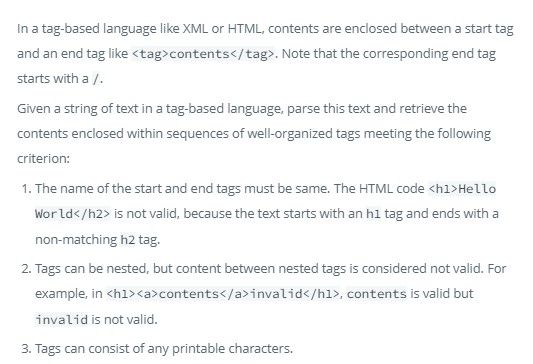 In a tag-based language like XML or HTML, contents are enclosed between a start tag
and an end tag like <tag>contents</tag>. Note that the corresponding end tag
starts with a /.
Given a string of text in a tag-based language, parse this text and retrieve the
contents enclosed within sequences of well-organized tags meeting the following
criterion:
1. The name of the start and end tags must be same. The HTML code <h1>Hello
World</h2> is not valid, because the text starts with an h1 tag and ends with a
non-matching h2 tag.
2. Tags can be nested, but content between nested tags is considered not valid. For
example, in <h1><a>contents</a>invalid</h1>, contents is valid but
invalid is not valid.
3. Tags can consist of any printable characters.